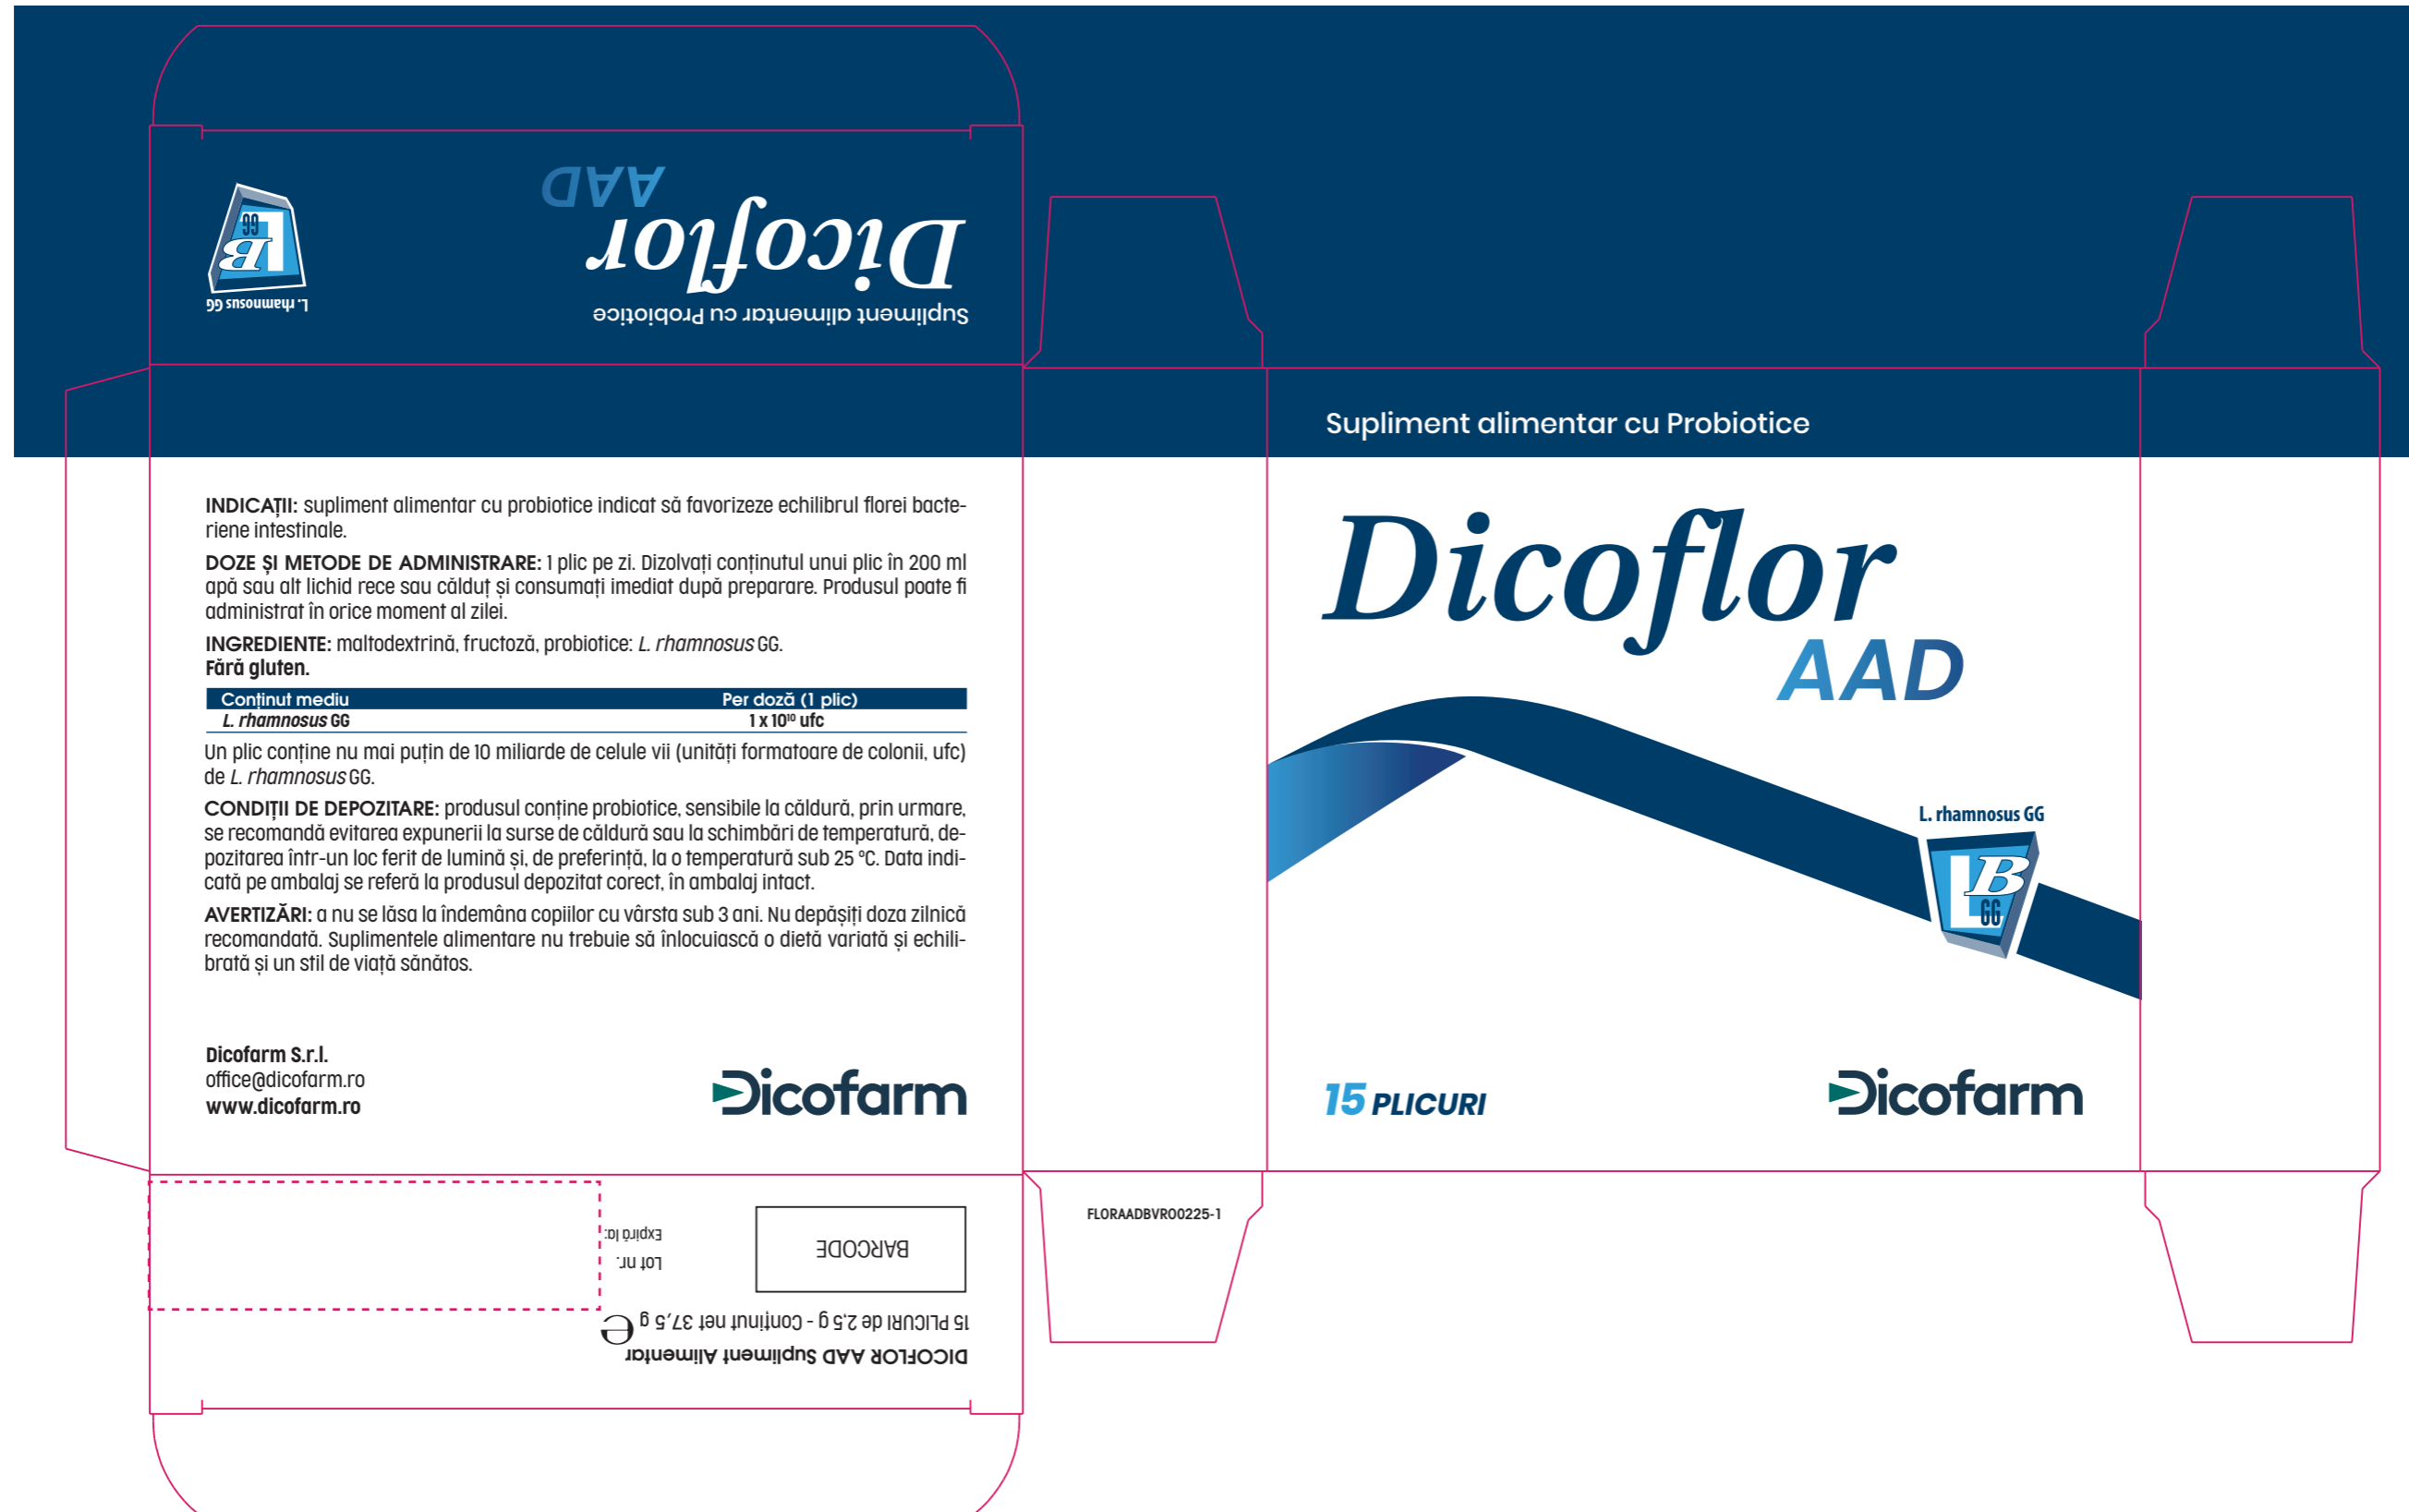 Supliment alimentar cu Probiotice
Dicoflor
AAD
L. rhamnosus GG
LB
GG
INDICAȚII: supliment alimentar cu probiotice indicat să favorizeze echilibrul florei bacte-
riene intestinale.
DOZE ȘI METODE DE ADMINISTRARE: 1 plic pe zi. Dizolvați conținutul unui plic în 200 ml
apă sau alt lichid rece sau călduț și consumați imediat după preparare. Produsul poate fi
administrat în orice moment al zilei.
INGREDIENTE: maltodextrină, fructoză, probiotice: L. rhamnosus GG.
Fără gluten.
Conținut mediu Per doză (1 plic)
L. rhamnosus GG 1 x 10¹⁰ ufc
Un plic conține nu mai puțin de 10 miliarde de celule vii (unități formatoare de colonii, ufc)
de L. rhamnosus GG.
CONDIȚII DE DEPOZITARE: produsul conține probiotice, sensibile la căldură, prin urmare,
se recomandă evitarea expunerii la surse de căldură sau la schimbări de temperatură, de-
pozitarea într-un loc ferit de lumină și, de preferință, la o temperatură sub 25 ºC. Data indi-
cată pe ambalaj se referă la produsul depozitat corect, în ambalaj intact.
AVERTIZĂRI: a nu se lăsa la îndemâna copiilor cu vârsta sub 3 ani. Nu depășiți doza zilnică
recomandată. Suplimentele alimentare nu trebuie să înlocuiască o dietă variată și echili-
brată și un stil de viață sănătos.
Dicofarm S.r.l.
office@dicofarm.ro
www.dicofarm.ro
Dicofarm
DICOFLOR AAD Supliment Alimentar
15 PLICURI de 2,5 g - Conținut net 37,5 g ℮
BARCODE
Lot nr.
Expiră la:
FLORAADBVRO0225-1
Supliment alimentar cu Probiotice
Dicoflor
AAD
L. rhamnosus GG
LB
GG
15 PLICURI
Dicofarm